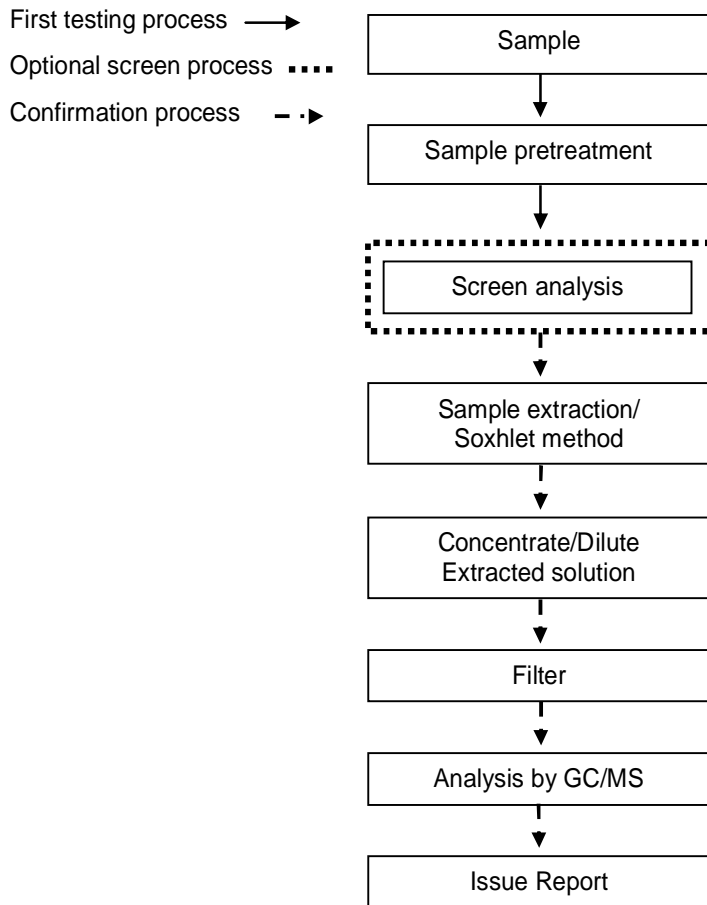 First testing process
Optional screen process
Confirmation process
Sample
Sample pretreatment
Screen analysis
Sample extraction/
Soxhlet method
Concentrate/Dilute
Extracted solution
Filter
Analysis by GC/MS
Issue Report